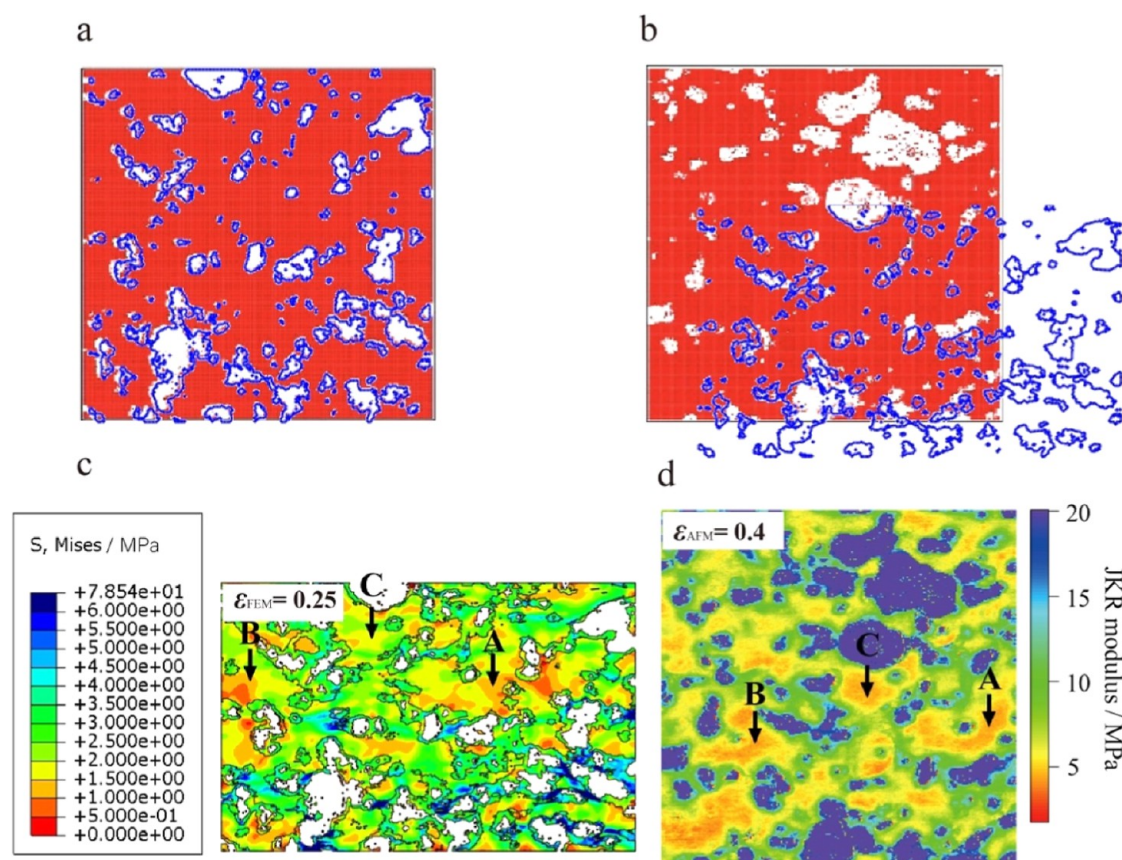 a
b
c
S, Mises / MPa
+7.854e+01
+6.000e+00
+5.500e+00
+5.000e+00
+4.500e+00
+4.000e+00
+3.500e+00
+3.000e+00
+2.500e+00
+2.000e+00
+1.500e+00
+1.000e+00
+5.000e-01
+0.000e+00
εFEM= 0.25
B
C
A
d
εAFM= 0.4
B
C
A
20
15
10
5
JKR modulus / MPa